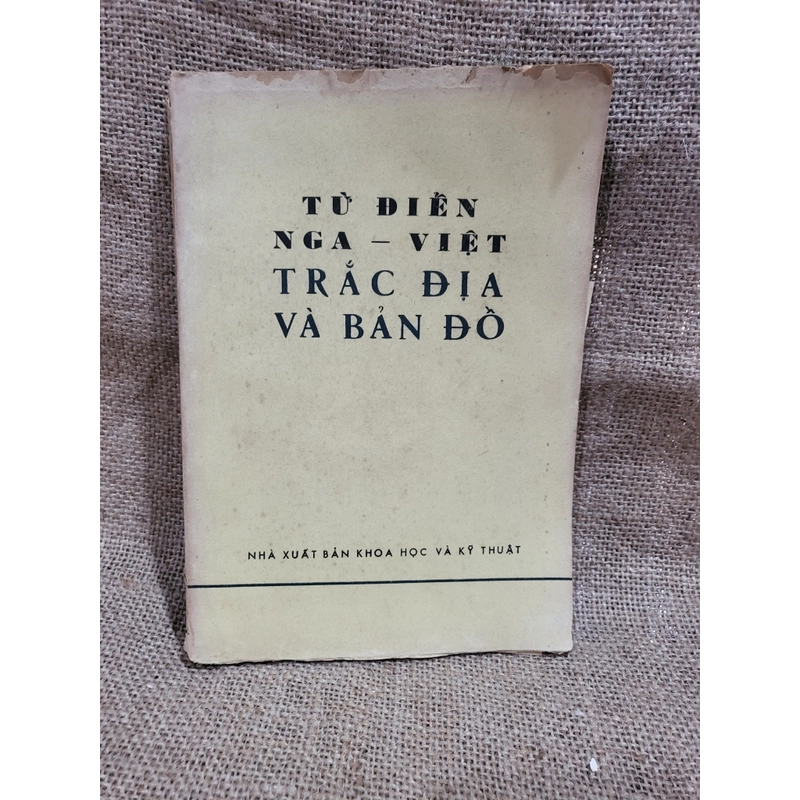 TỪ ĐIỂN
NGA – VIỆT
TRẮC ĐỊA
VÀ BẢN ĐỒ
NHÀ XUẤT BẢN KHOA HỌC VÀ KỸ THUẬT